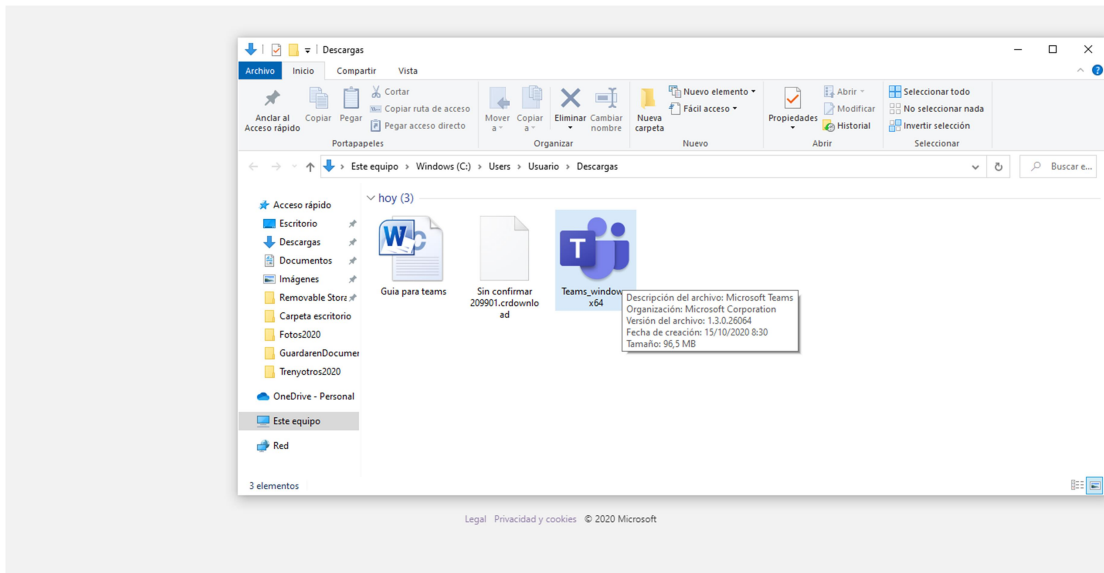 Descargas
Archivo Inicio Compartir Vista
Anclar al Acceso rápido
Copiar
Pegar
Cortar
Copiar ruta de acceso
Pegar acceso directo
Portapapeles
Mover a
Copiar a
Eliminar
Cambiar nombre
Organizar
Nueva carpeta
Nuevo elemento
Fácil acceso
Nuevo
Propiedades
Abrir
Modificar
Historial
Abrir
Seleccionar todo
No seleccionar nada
Invertir selección
Seleccionar
Este equipo > Windows (C:) > Users > Usuario > Descargas
Buscar e...
Acceso rápido
Escritorio
Descargas
Documentos
Imágenes
Removable Stora
Carpeta escritorio
Fotos2020
GuardarenDocumen
Trenyotros2020
OneDrive - Personal
Este equipo
Red
hoy (3)
W
Guia para teams
Sin confirmar
209901.crdownlo
ad
T
Teams_window
x64
Descripción del archivo: Microsoft Teams
Organización: Microsoft Corporation
Versión del archivo: 1.3.0.26064
Fecha de creación: 15/10/2020 8:30
Tamaño: 96,5 MB
3 elementos
Legal Privacidad y cookies © 2020 Microsoft